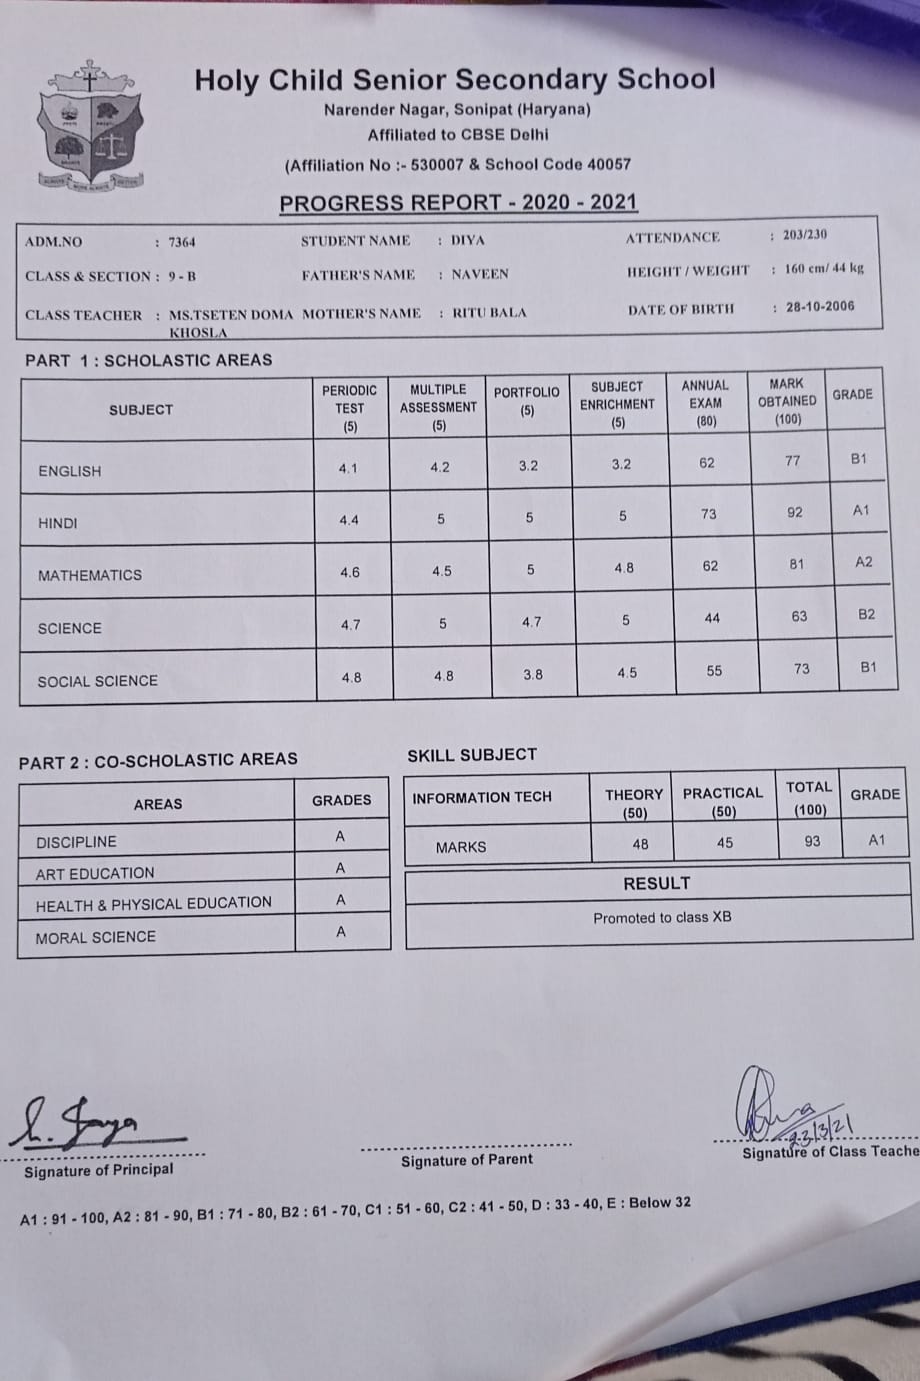 Holy Child Senior Secondary School
Narender Nagar, Sonipat (Haryana)
Affiliated to CBSE Delhi
(Affiliation No :- 530007 & School Code 40057
PROGRESS REPORT - 2020 - 2021
ADM.NO : 7364 STUDENT NAME : DIYA ATTENDANCE : 203/230
CLASS & SECTION : 9 - B FATHER'S NAME : NAVEEN HEIGHT / WEIGHT : 160 cm/ 44 kg
CLASS TEACHER : MS.TSETEN DOMA MOTHER'S NAME : RITU BALA DATE OF BIRTH : 28-10-2006
KHOSLA
PART 1 : SCHOLASTIC AREAS
SUBJECT PERIODIC TEST (5) MULTIPLE ASSESSMENT (5) PORTFOLIO (5) SUBJECT ENRICHMENT (5) ANNUAL EXAM (80) MARK OBTAINED (100) GRADE
ENGLISH 4.1 4.2 3.2 3.2 62 77 B1
HINDI 4.4 5 5 5 73 92 A1
MATHEMATICS 4.6 4.5 5 4.8 62 81 A2
SCIENCE 4.7 5 4.7 5 44 63 B2
SOCIAL SCIENCE 4.8 4.8 3.8 4.5 55 73 B1
PART 2 : CO-SCHOLASTIC AREAS
AREAS GRADES
DISCIPLINE A
ART EDUCATION A
HEALTH & PHYSICAL EDUCATION A
MORAL SCIENCE A
SKILL SUBJECT
INFORMATION TECH THEORY (50) PRACTICAL (50) TOTAL (100) GRADE
MARKS 48 45 93 A1
RESULT
Promoted to class XB
23/3/21
Signature of Principal Signature of Parent Signature of Class Teache
A1 : 91 - 100, A2 : 81 - 90, B1 : 71 - 80, B2 : 61 - 70, C1 : 51 - 60, C2 : 41 - 50, D : 33 - 40, E : Below 32